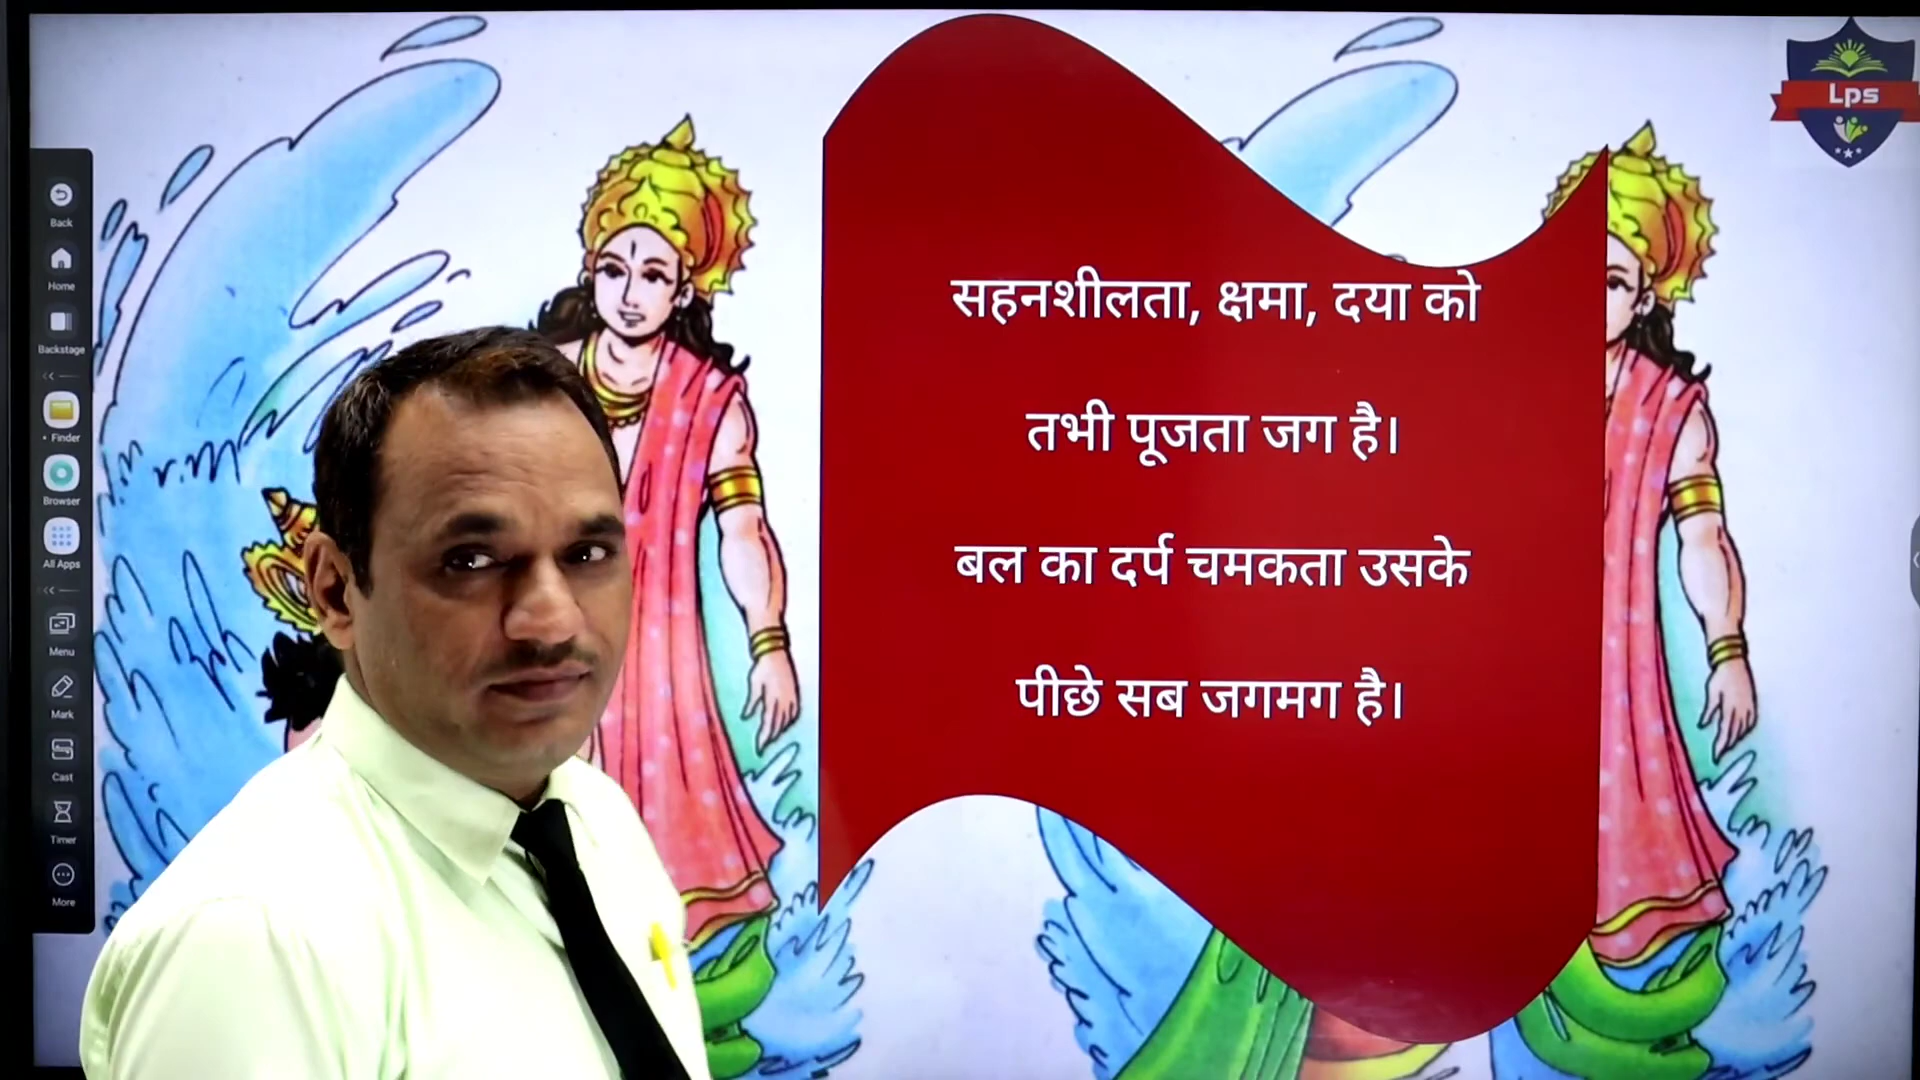 Lps
Back
Home
Backstage
Finder
Browser
All Apps
Menu
Mark
Cast
Timer
More
सहनशीलता, क्षमा, दया को
तभी पूजता जग है।
बल का दर्प चमकता उसके
पीछे सब जगमग है।